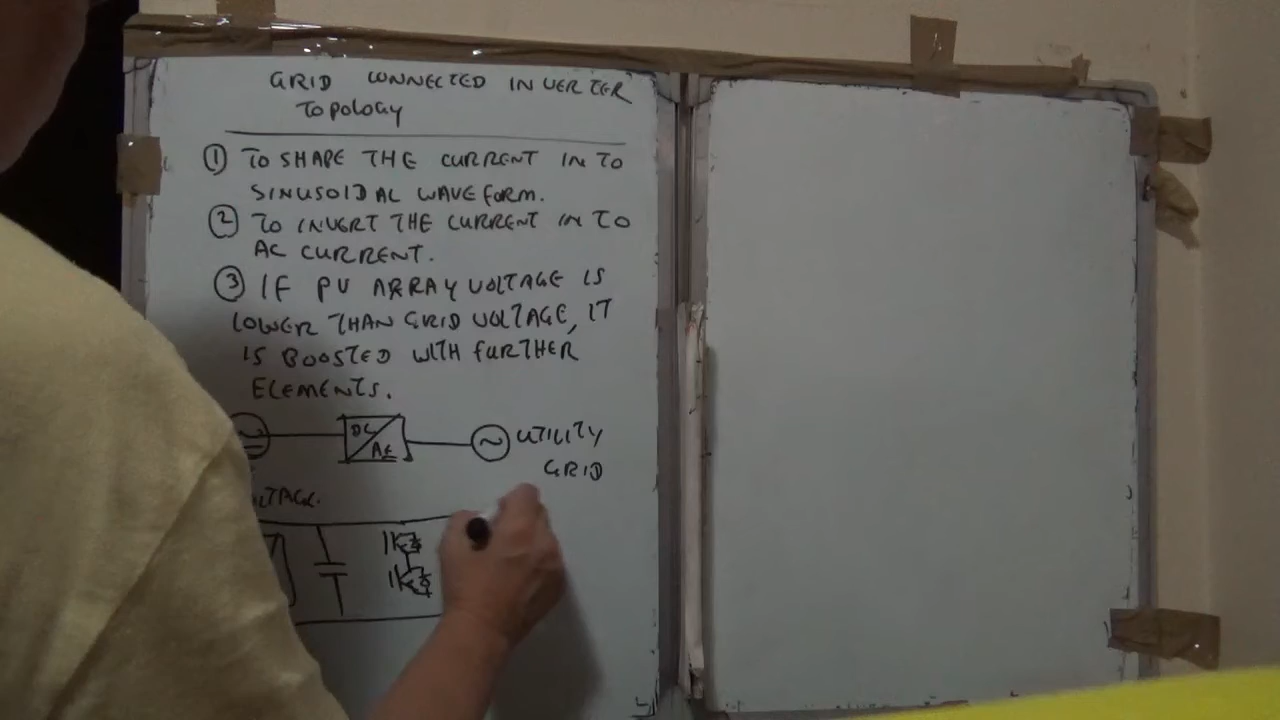 GRID CONNECTED INVERTER
TOPOLOGY
① TO SHAPE THE CURRENT IN TO
SINUSOIDAL WAVEFORM.
② TO INVERT THE CURRENT IN TO
AC CURRENT.
③ IF PV ARRAY VOLTAGE IS
LOWER THAN GRID VOLTAGE, IT
IS BOOSTED WITH FURTHER
ELEMENTS.
DC
UTILITY
GRID